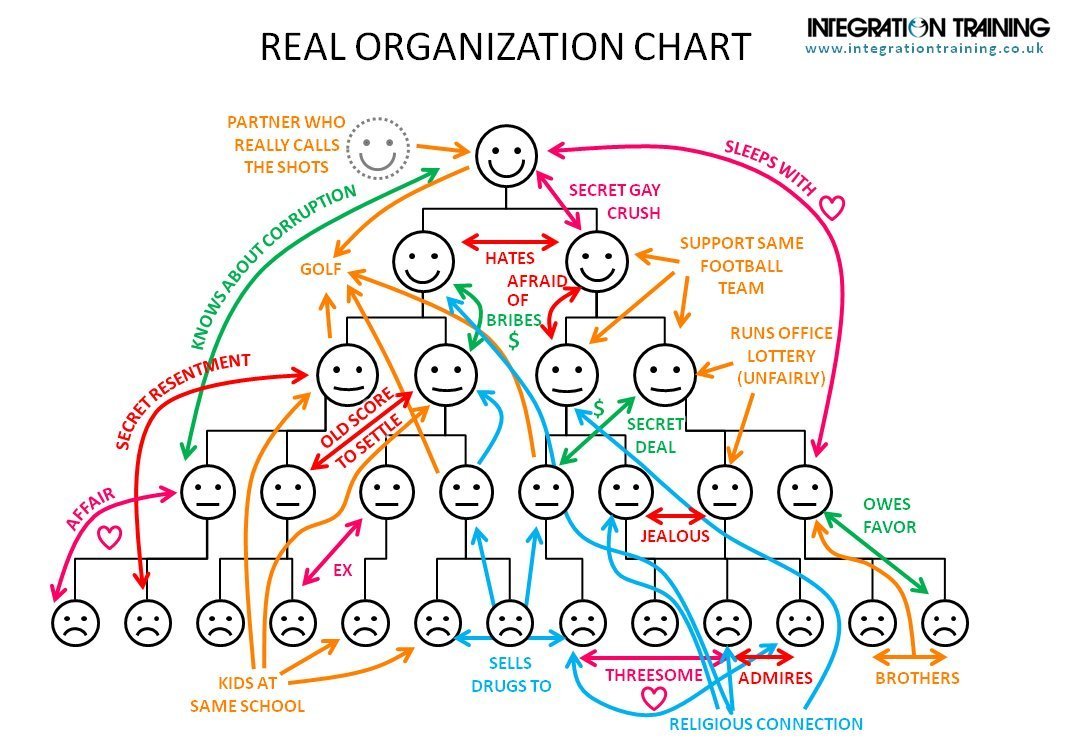 INTEGRATION TRAINING
www.integrationtraining.co.uk
REAL ORGANIZATION CHART
PARTNER WHO
REALLY CALLS
THE SHOTS
SLEEPS WITH
SECRET GAY
CRUSH
KNOWS ABOUT CORRUPTION
GOLF
HATES
AFRAID
OF
BRIBES
$
SUPPORT SAME
FOOTBALL
TEAM
RUNS OFFICE
LOTTERY
(UNFAIRLY)
SECRET RESENTMENT
OLD SCORE
TO SETTLE
$
SECRET
DEAL
AFFAIR
OWES
FAVOR
JEALOUS
EX
KIDS AT
SAME SCHOOL
SELLS
DRUGS TO
THREESOME
ADMIRES
BROTHERS
RELIGIOUS CONNECTION